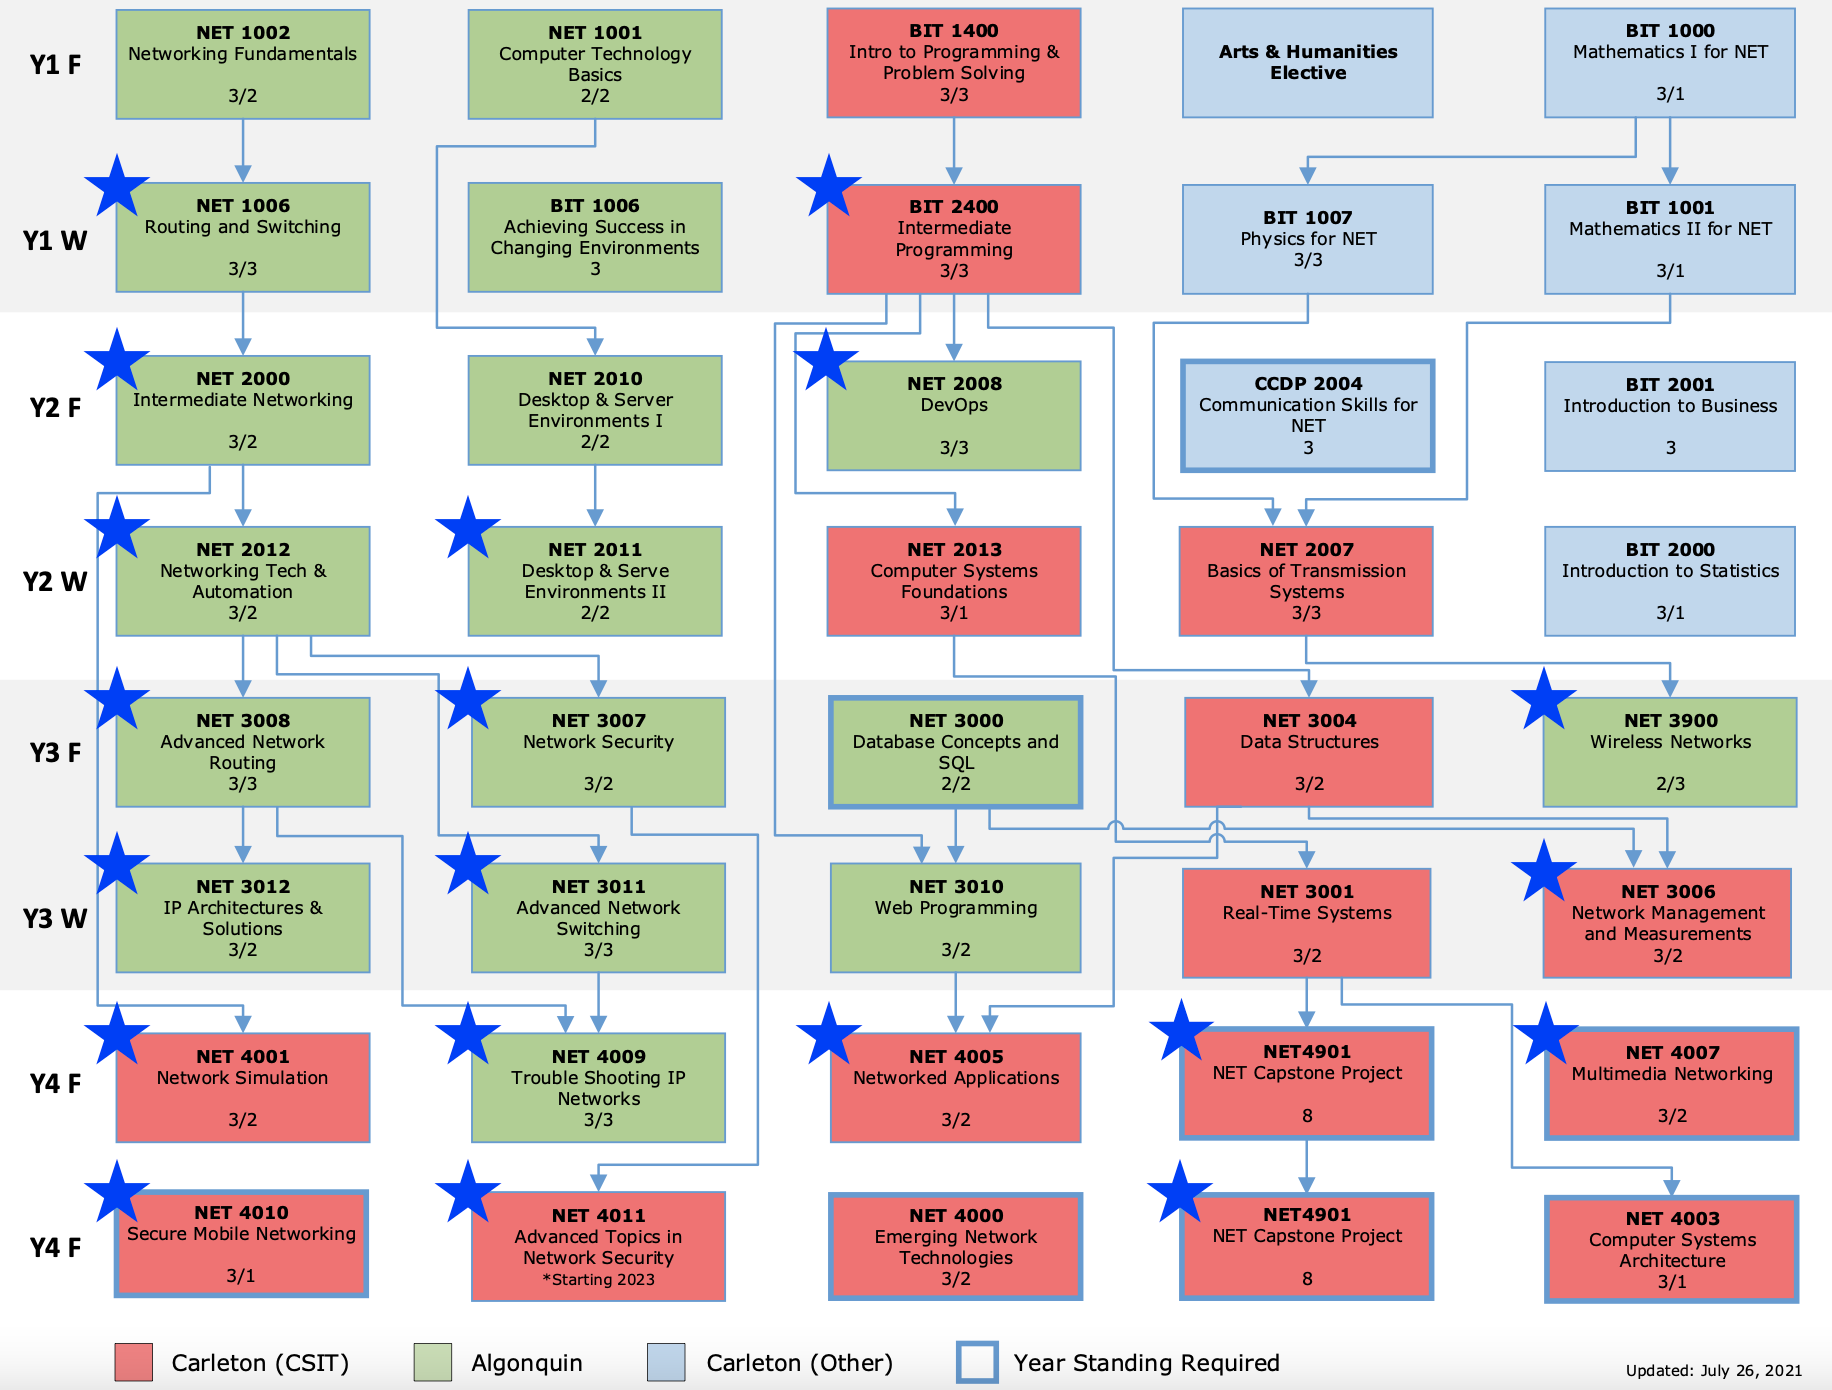 Y1 F
NET 1002
Networking Fundamentals
3/2
NET 1001
Computer Technology
Basics
2/2
BIT 1400
Intro to Programming &
Problem Solving
3/3
Arts & Humanities
Elective
BIT 1000
Mathematics I for NET
3/1
Y1 W
NET 1006
Routing and Switching
3/3
BIT 1006
Achieving Success in
Changing Environments
3
BIT 2400
Intermediate
Programming
3/3
BIT 1007
Physics for NET
3/3
BIT 1001
Mathematics II for NET
3/1
Y2 F
NET 2000
Intermediate Networking
3/2
NET 2010
Desktop & Server
Environments I
2/2
NET 2008
DevOps
3/3
CCDP 2004
Communication Skills for
NET
3
BIT 2001
Introduction to Business
3
Y2 W
NET 2012
Networking Tech &
Automation
3/2
NET 2011
Desktop & Serve
Environments II
2/2
NET 2013
Computer Systems
Foundations
3/1
NET 2007
Basics of Transmission
Systems
3/3
BIT 2000
Introduction to Statistics
3/1
Y3 F
NET 3008
Advanced Network
Routing
3/3
NET 3007
Network Security
3/2
NET 3000
Database Concepts and
SQL
2/2
NET 3004
Data Structures
3/2
NET 3900
Wireless Networks
2/3
Y3 W
NET 3012
IP Architectures &
Solutions
3/2
NET 3011
Advanced Network
Switching
3/3
NET 3010
Web Programming
3/2
NET 3001
Real-Time Systems
3/2
NET 3006
Network Management
and Measurements
3/2
Y4 F
NET 4001
Network Simulation
3/2
NET 4009
Trouble Shooting IP
Networks
3/3
NET 4005
Networked Applications
3/2
NET4901
NET Capstone Project
8
NET 4007
Multimedia Networking
3/2
Y4 F
NET 4010
Secure Mobile Networking
3/1
NET 4011
Advanced Topics in
Network Security
*Starting 2023
NET 4000
Emerging Network
Technologies
3/2
NET4901
NET Capstone Project
8
NET 4003
Computer Systems
Architecture
3/1
Carleton (CSIT)
Algonquin
Carleton (Other)
Year Standing Required
Updated: July 26, 2021